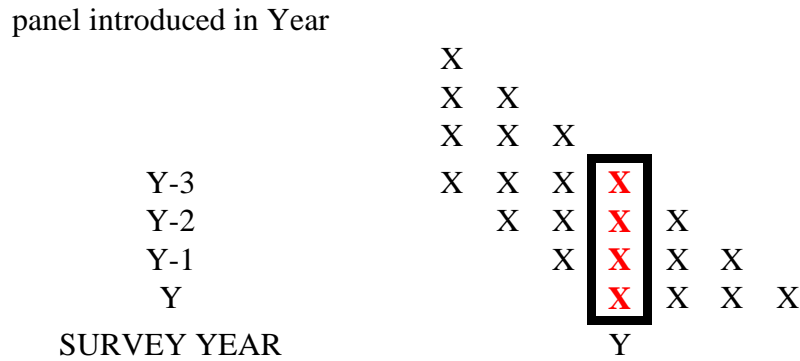 panel introduced in Year
X
X X
X X X
Y-3 X X X X
Y-2 X X X X
Y-1 X X X X
Y X X X X
SURVEY YEAR Y